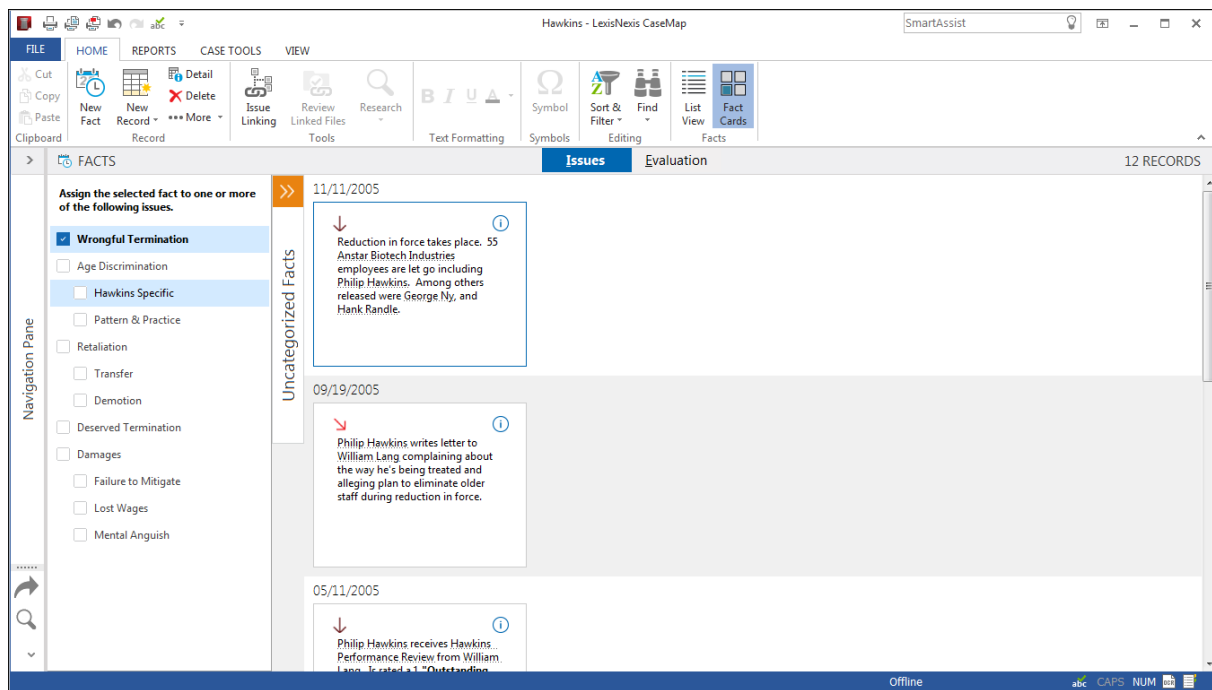 Hawkins - LexisNexis CaseMap
SmartAssist
FILE
HOME
REPORTS
CASE TOOLS
VIEW
Cut
Copy
Paste
Clipboard
New
Fact
New
Record
Detail
Delete
More
Record
Issue
Linking
Review
Linked Files
Research
Tools
B I U A
Text Formatting
Ω
Symbol
Symbols
Sort &
Filter
Find
Editing
List
View
Fact
Cards
Facts
FACTS
Issues
Evaluation
12 RECORDS
Navigation Pane
Assign the selected fact to one or more
of the following issues.
Wrongful Termination
Age Discrimination
Hawkins Specific
Pattern & Practice
Retaliation
Transfer
Demotion
Deserved Termination
Damages
Failure to Mitigate
Lost Wages
Mental Anguish
Uncategorized Facts
11/11/2005
Reduction in force takes place. 55
Anstar Biotech Industries
employees are let go including
Philip Hawkins. Among others
released were George Ny, and
Hank Randle.
09/19/2005
Philip Hawkins writes letter to
William Lang complaining about
the way he's being treated and
alleging plan to eliminate older
staff during reduction in force.
05/11/2005
Philip Hawkins receives Hawkins
Performance Review from William
Lang. Is rated a 1 "Outstanding
Offline
abc CAPS NUM OCR